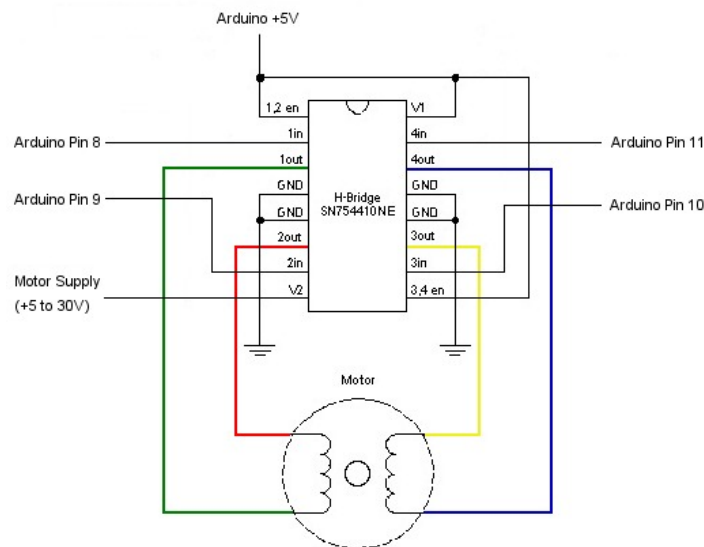 Arduino +5V
1,2 en
V1
Arduino Pin 8
1in
4in
Arduino Pin 11
1out
4out
GND
GND
H-Bridge
SN754410NE
Arduino Pin 9
GND
GND
Arduino Pin 10
2out
3out
2in
3in
Motor Supply
(+5 to 30V)
V2
3,4 en
Motor